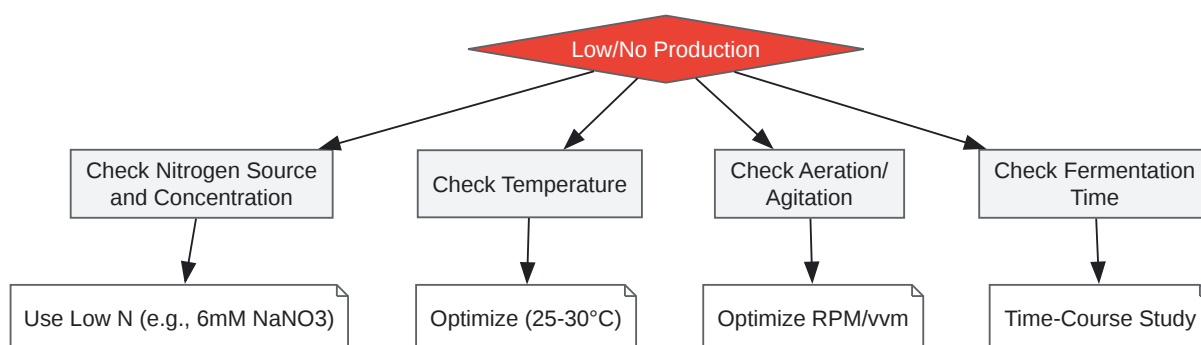 Low/No Production
Check Nitrogen Source
and Concentration
Check Temperature
Check Aeration/
Agitation
Check Fermentation
Time
Use Low N (e.g., 6mM NaNO3)
Optimize (25-30°C)
Optimize RPM/vvm
Time-Course Study